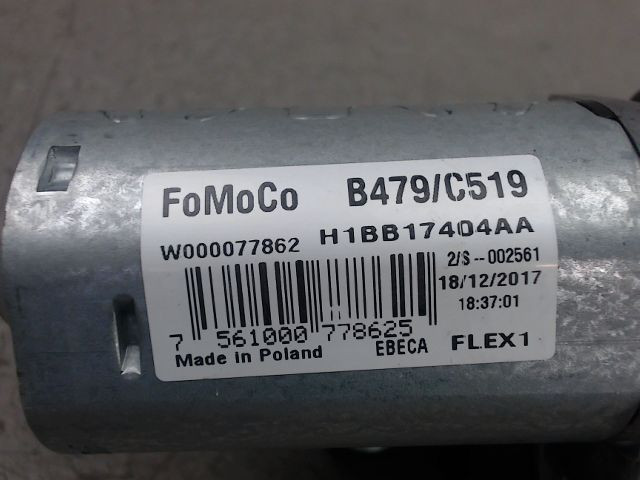 FoMoCo B479/C519
W000077862 H1BB17404AA
2/S--002561
18/12/2017
18:37:01
7 561000 778625
Made in Poland EBECA FLEX1